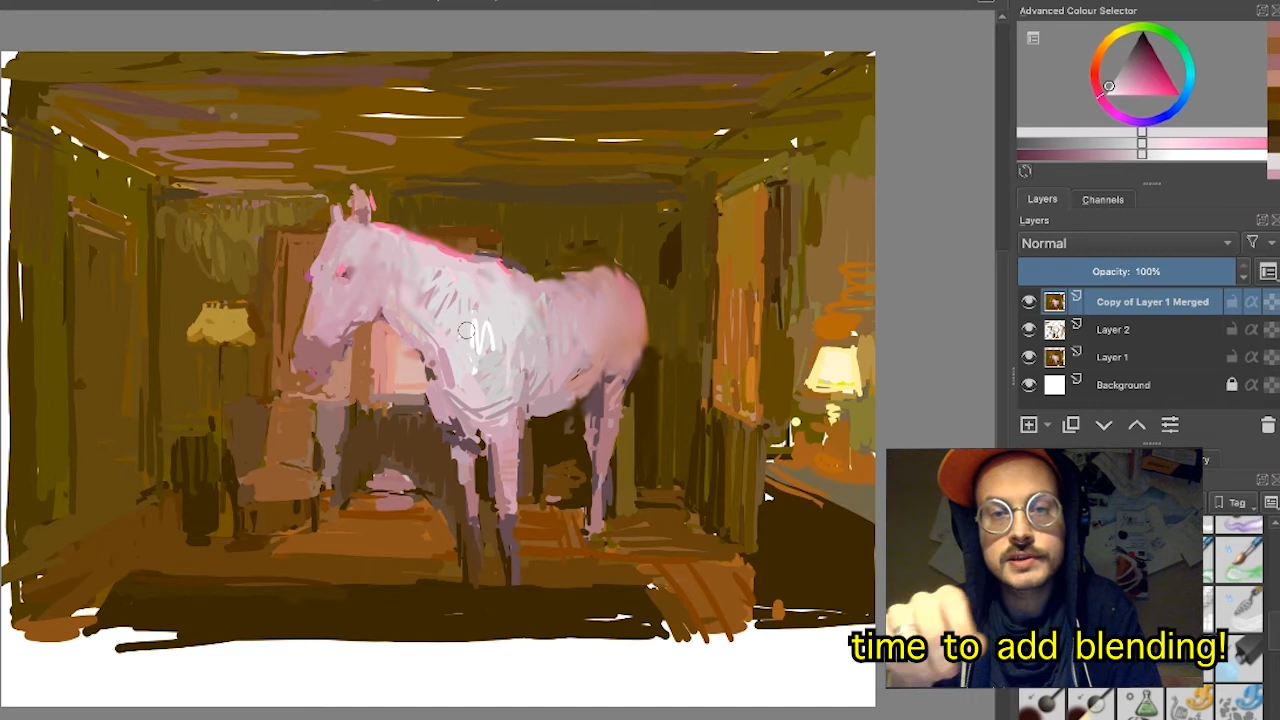 Advanced Colour Selector
Layers
Channels
Layers
Normal
Opacity: 100%
Copy of Layer 1 Merged
Layer 2
Layer 1
Background
Tag
time to add blending!